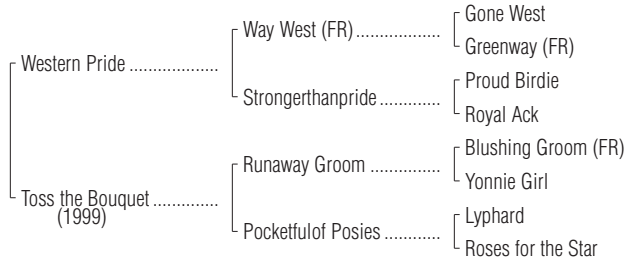 Gone West
Way West (FR)....................
Greenway (FR)
Western Pride ...................
Proud Birdie
Strongerthanpride..............
Royal Ack
Blushing Groom (FR)
Runaway Groom ................
Yonnie Girl
Toss the Bouquet..............
(1999)
Lyphard
Pocketfulof Posies.............
Roses for the Star